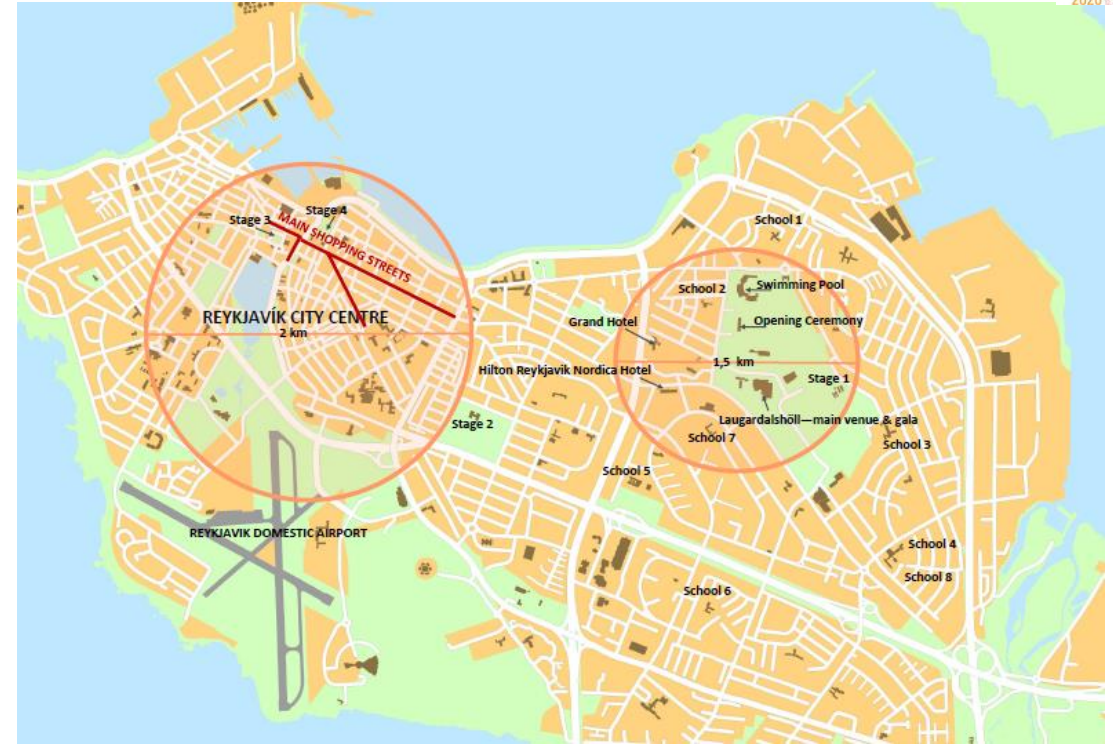 2020
School 1
Stage 4
Stage 3
MAIN SHOPPING STREETS
Swimming Pool
School 2
REYKJAVÍK CITY CENTRE
2 km
Grand Hotel
Opening Ceremony
1,5 km
Hilton Reykjavik Nordica Hotel
Stage 1
Laugardalshöll—main venue & gala
Stage 2
School 7
School 3
School 5
REYKJAVIK DOMESTIC AIRPORT
School 4
School 8
School 6